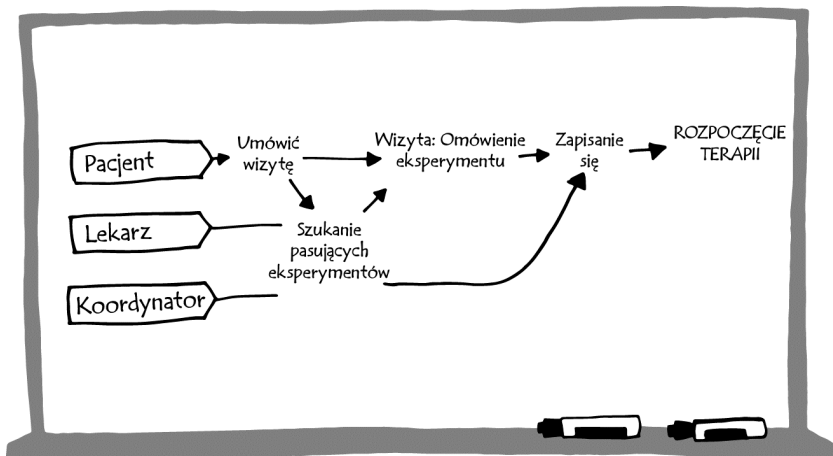 Pacjent
Umówić
wizytę
Wizyta: Omówienie
eksperymentu
Zapisanie
się
ROZPOCZĘCIE
TERAPII
Lekarz
Szukanie
pasujących
eksperymentów
Koordynator